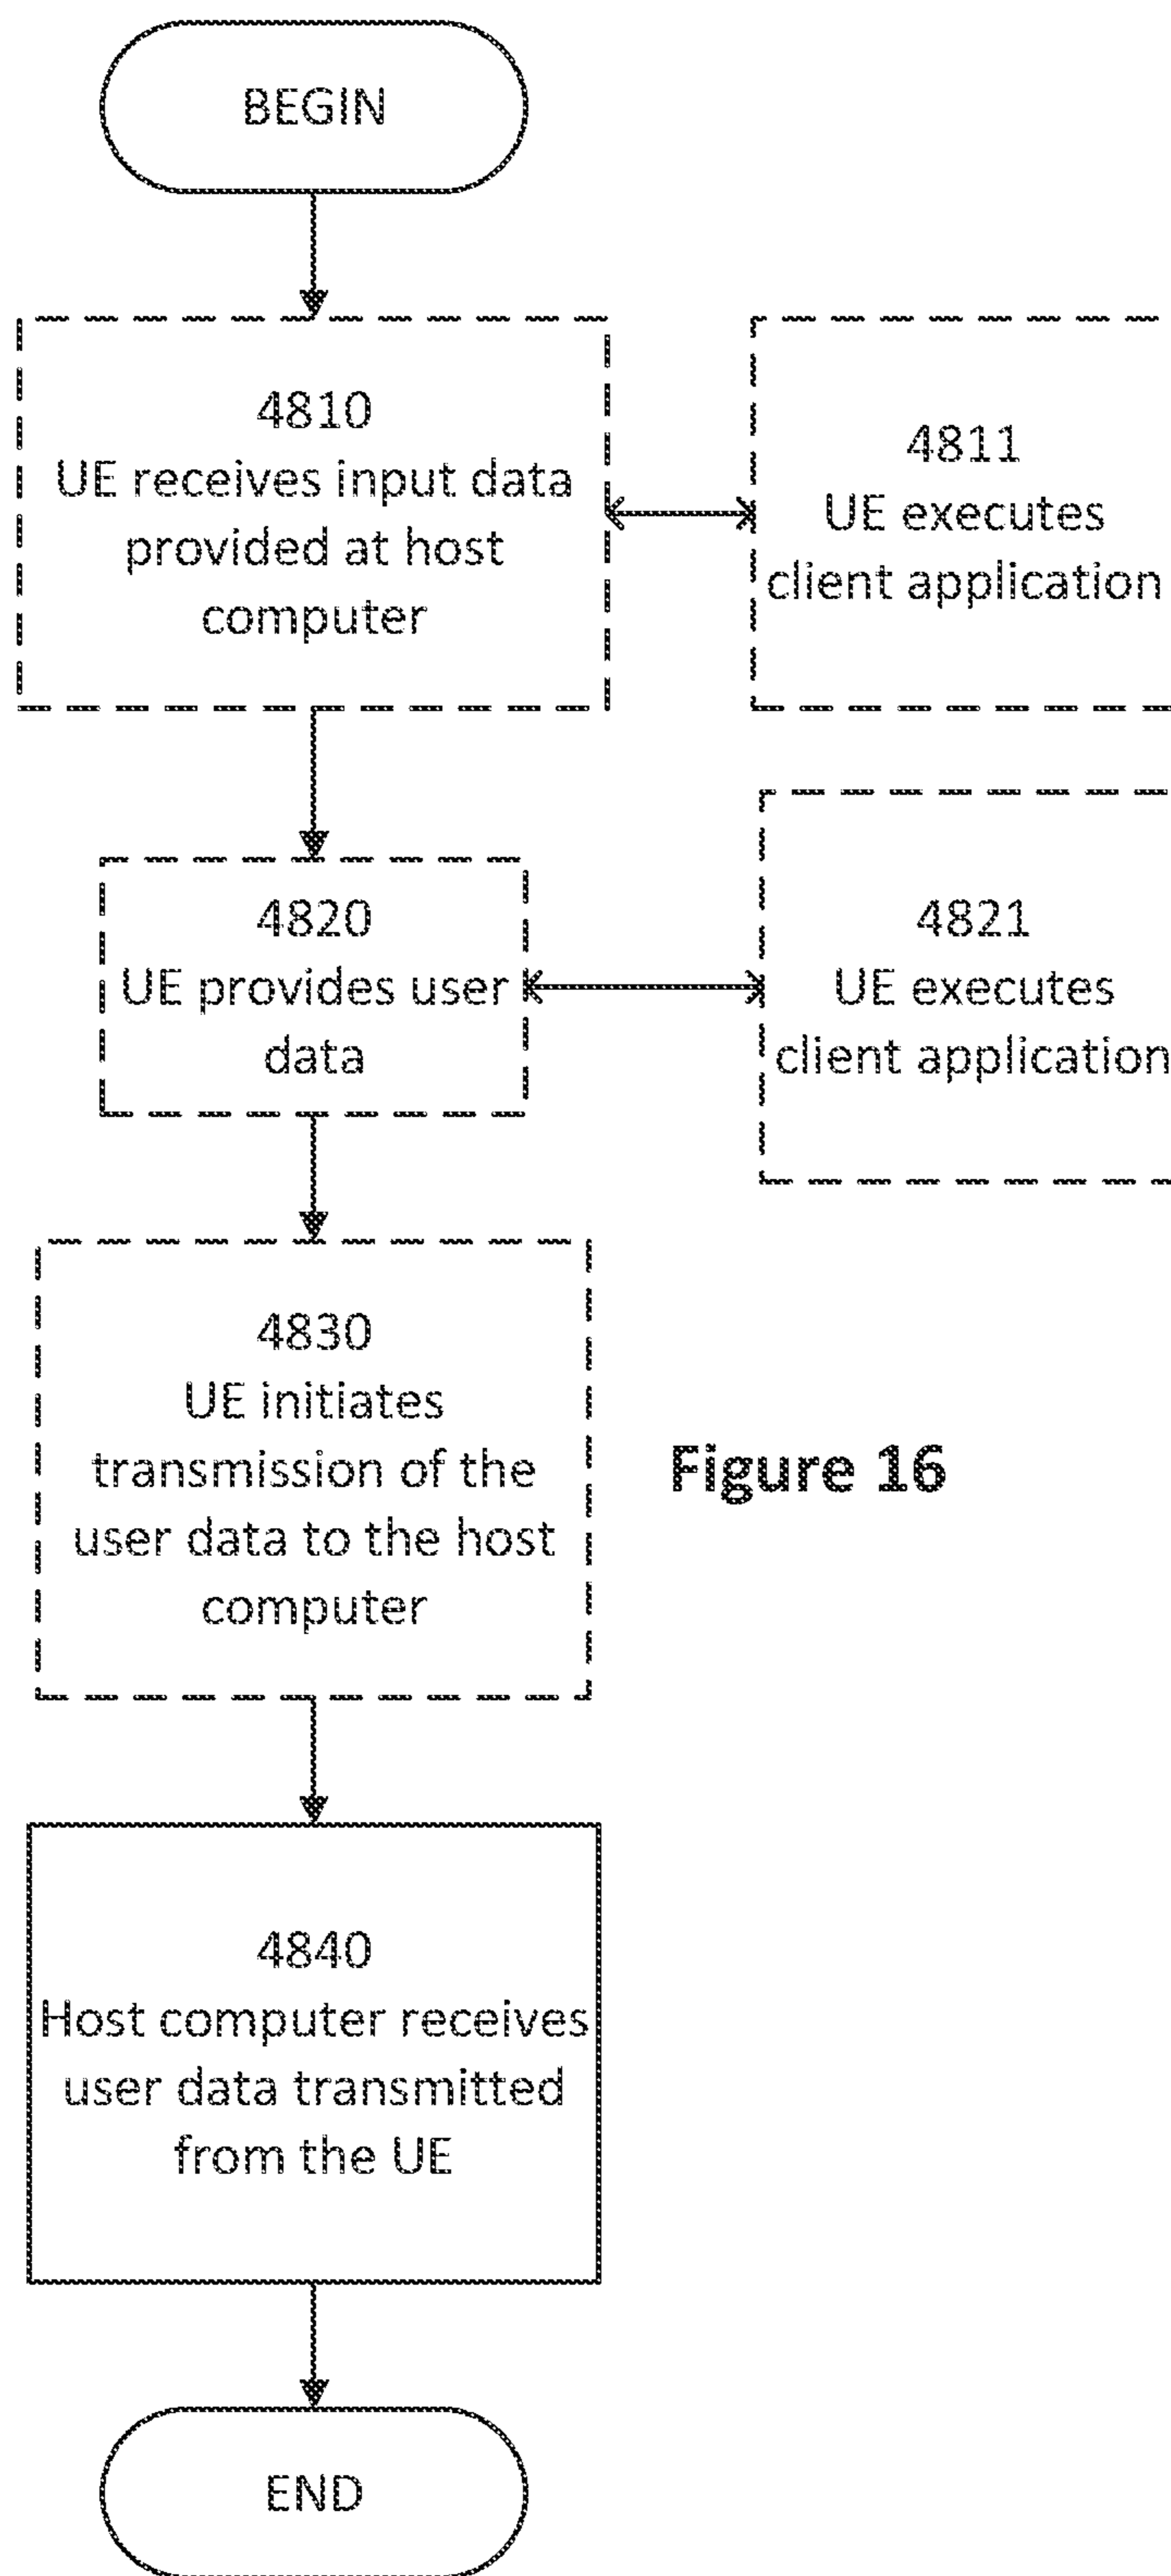 BEGIN
4810
UE receives input data
provided at host
computer
4811
UE executes
client application
4820
UE provides user
data
4821
UE executes
client application
4830
UE initiates
transmission of the
user data to the host
computer
Figure 16
4840
Host computer receives
user data transmitted
from the UE
END